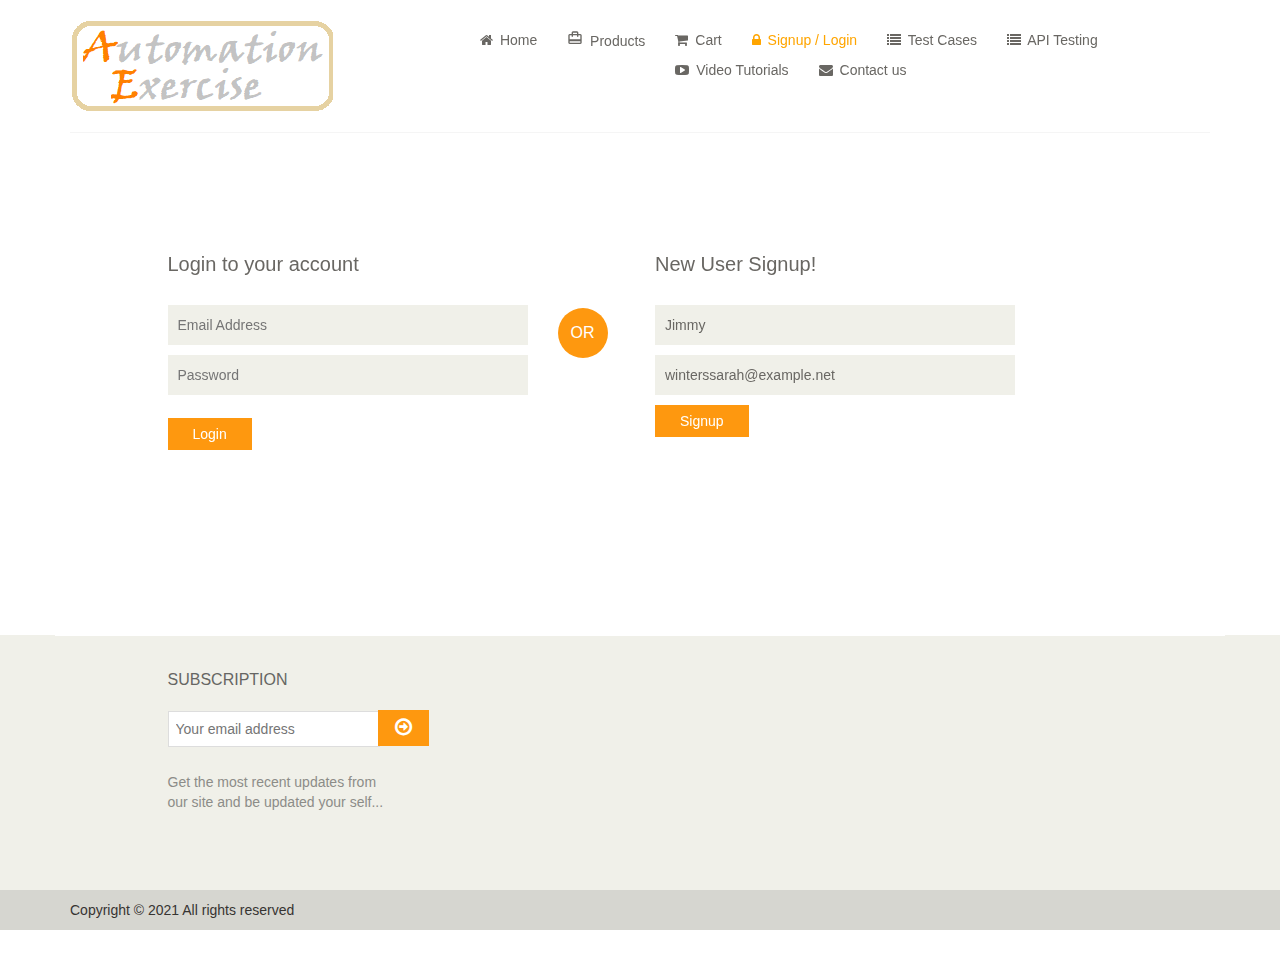 Automation
Exercise
Home
Products
Cart
Signup / Login
Test Cases
API Testing
Video Tutorials
Contact us
Login to your account
Email Address
Password
Login
OR
New User Signup!
Jimmy
winterssarah@example.net
Signup
SUBSCRIPTION
Your email address
Get the most recent updates from
our site and be updated your self...
Copyright © 2021 All rights reserved